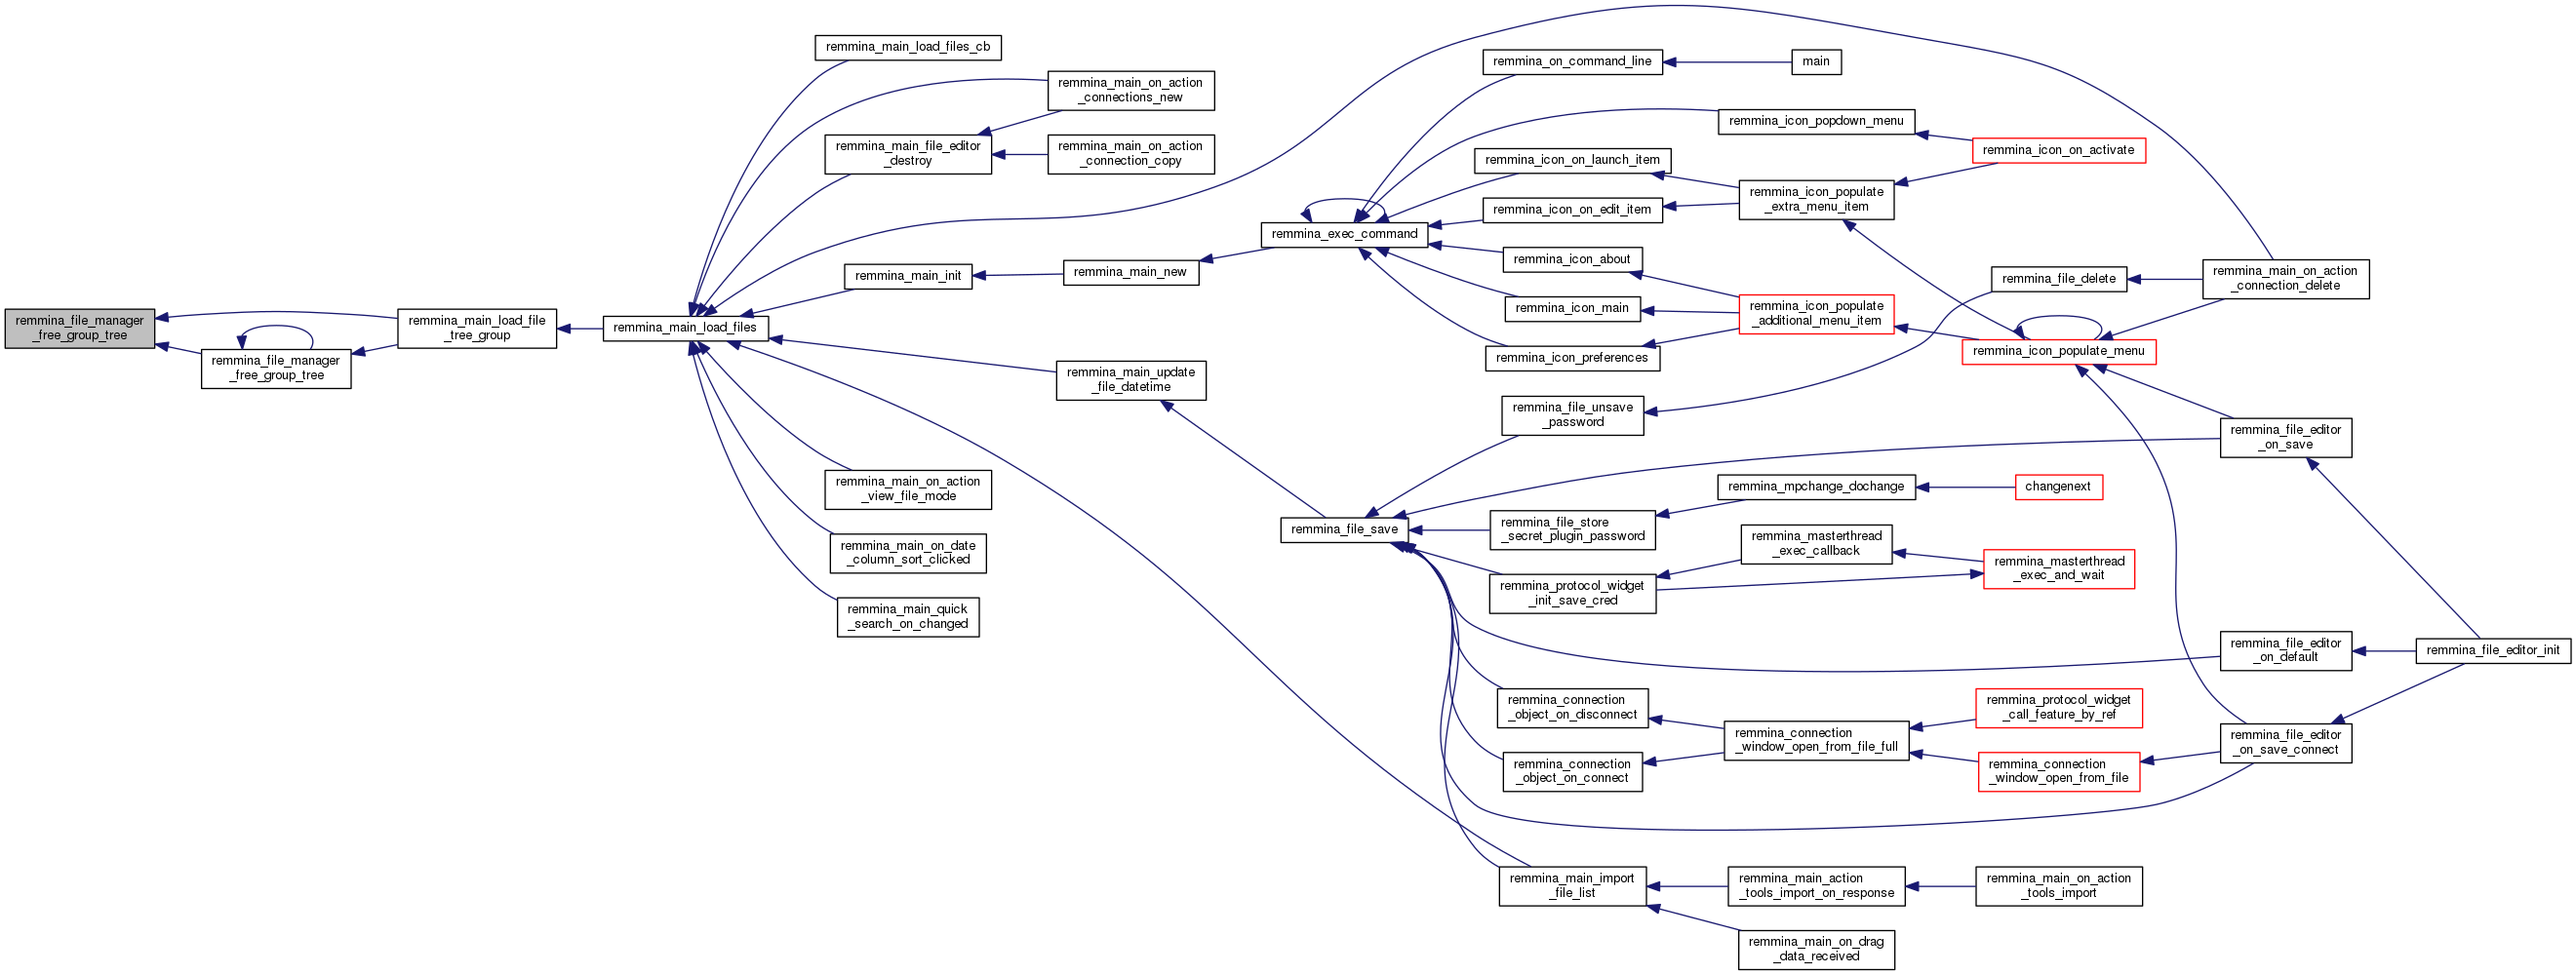 remmina_file_manager
_free_group_tree
remmina_file_manager
_free_group_tree
remmina_main_load_file
_tree_group
remmina_main_load_files
remmina_main_load_files_cb
remmina_main_on_action
_connections_new
remmina_main_file_editor
_destroy
remmina_main_on_action
_connection_copy
remmina_main_init
remmina_main_new
remmina_main_update
_file_datetime
remmina_main_on_action
_view_file_mode
remmina_main_on_date
_column_sort_clicked
remmina_main_quick
_search_on_changed
remmina_exec_command
remmina_on_command_line
main
remmina_icon_popdown_menu
remmina_icon_on_launch_item
remmina_icon_on_activate
remmina_icon_populate
_extra_menu_item
remmina_icon_on_edit_item
remmina_icon_about
remmina_icon_main
remmina_icon_populate
_additional_menu_item
remmina_icon_preferences
remmina_file_delete
remmina_main_on_action
_connection_delete
remmina_icon_populate_menu
remmina_file_unsave
_password
remmina_file_editor
_on_save
remmina_file_save
remmina_mpchange_dochange
changenext
remmina_file_store
_secret_plugin_password
remmina_masterthread
_exec_callback
remmina_masterthread
_exec_and_wait
remmina_protocol_widget
_init_save_cred
remmina_file_editor
_on_default
remmina_file_editor_init
remmina_connection
_object_on_disconnect
remmina_protocol_widget
_call_feature_by_ref
remmina_connection
_window_open_from_file_full
remmina_file_editor
_on_save_connect
remmina_connection
_object_on_connect
remmina_connection
_window_open_from_file
remmina_main_import
_file_list
remmina_main_action
_tools_import_on_response
remmina_main_on_action
_tools_import
remmina_main_on_drag
_data_received